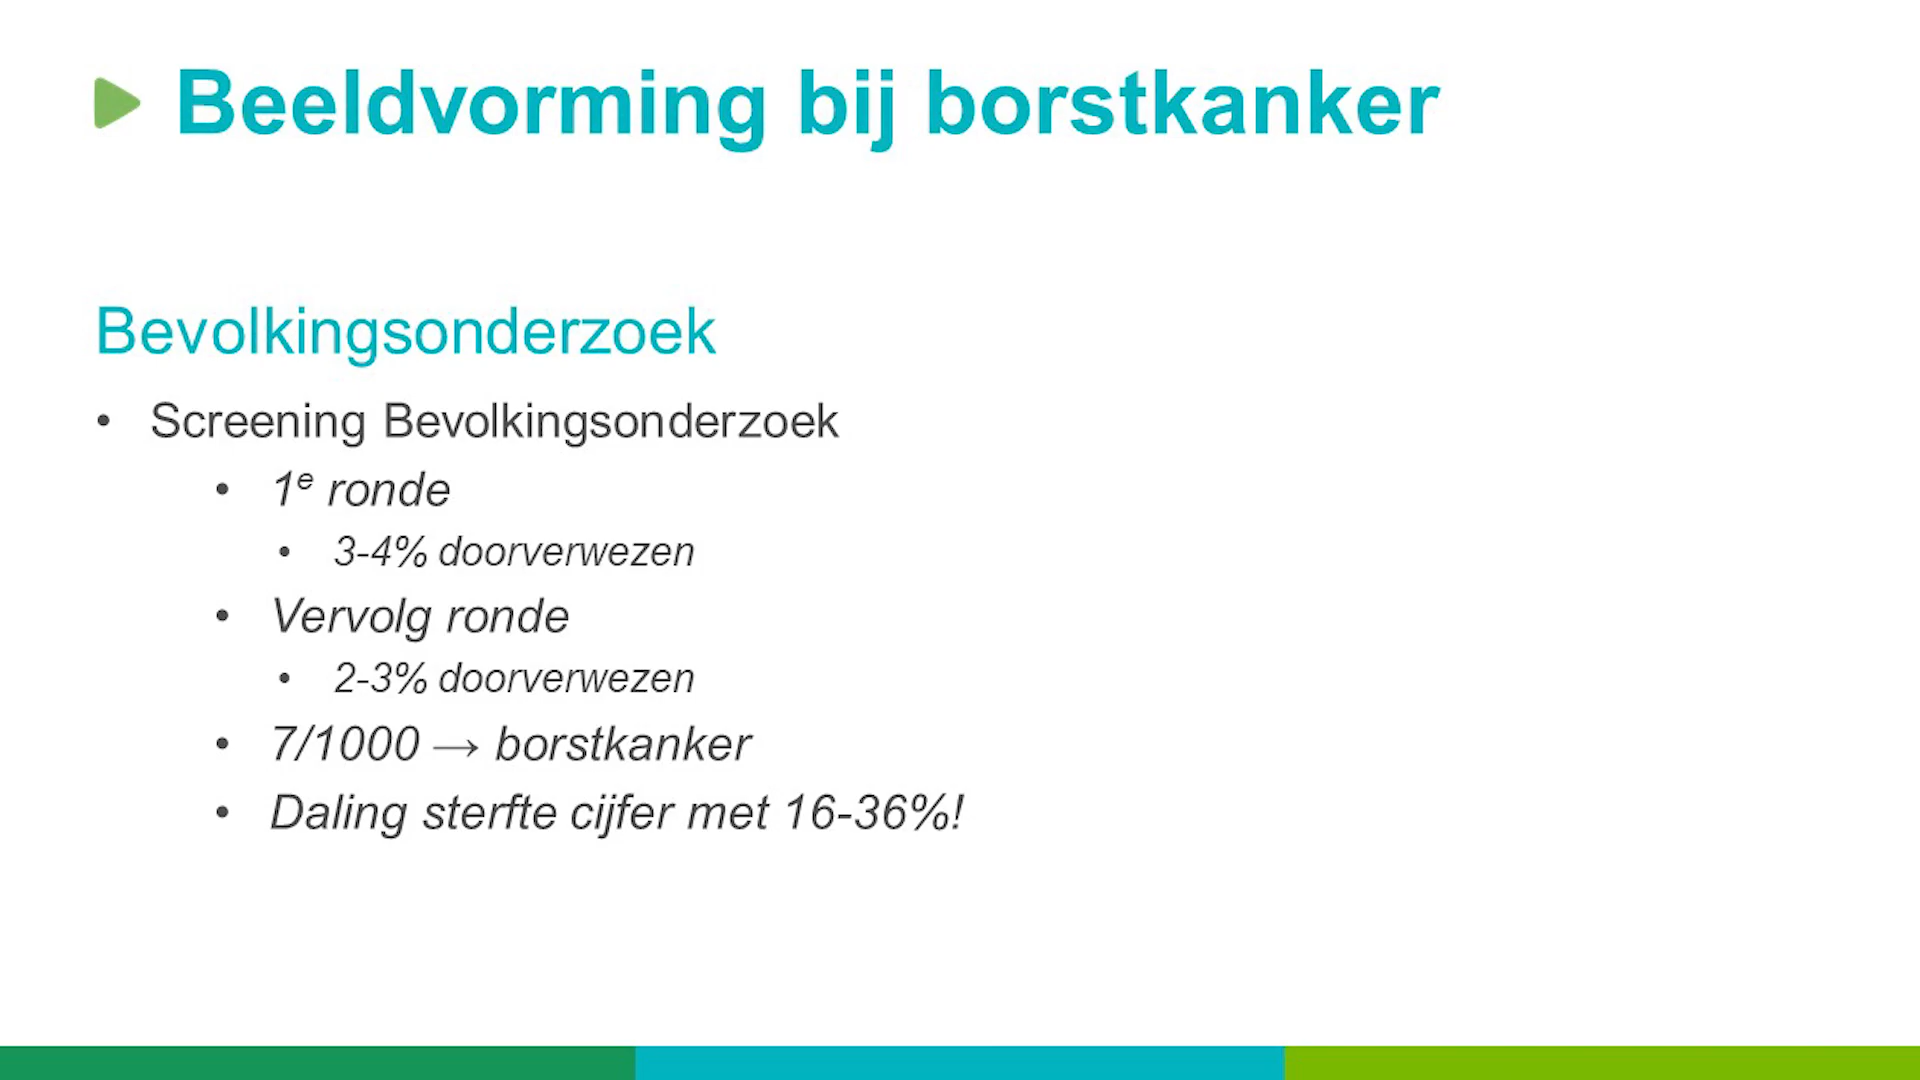 Beeldvorming bij borstkanker
Bevolkingsonderzoek
• Screening Bevolkingsonderzoek
• 1e ronde
• 3-4% doorverwezen
• Vervolg ronde
• 2-3% doorverwezen
• 7/1000 → borstkanker
• Daling sterfte cijfer met 16-36%!